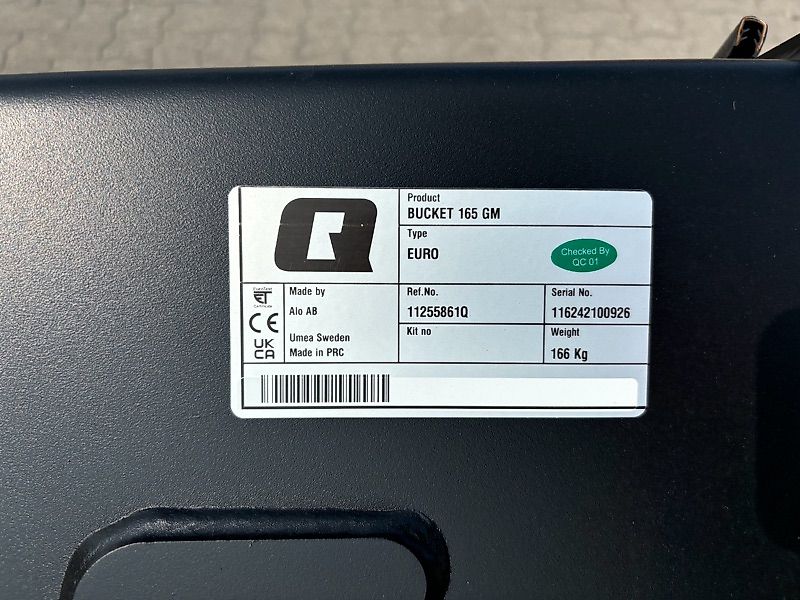 Product
BUCKET 165 GM
Type
EURO
Checked By
QC 01
ET
CE
UK
CA
Made by
Alo AB
Umea Sweden
Made in PRC
Ref.No.
11255861Q
Serial No.
116242100926
Kit no
Weight
166 Kg